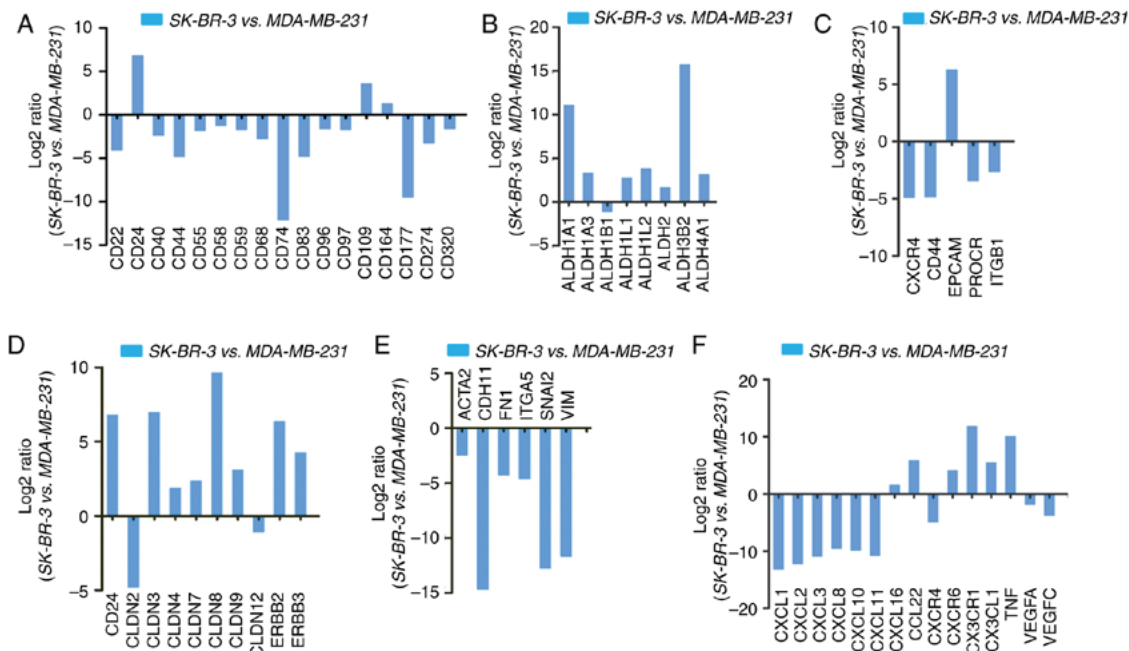 A
SK-BR-3 vs. MDA-MB-231
Log2 ratio
(SK-BR-3 vs. MDA-MB-231)
10
5
0
−5
−10
−15
CD22
CD24
CD40
CD44
CD55
CD58
CD59
CD68
CD74
CD83
CD96
CD97
CD109
CD164
CD177
CD274
CD320
B
SK-BR-3 vs. MDA-MB-231
Log2 ratio
(SK-BR-3 vs. MDA-MB-231)
20
15
10
5
0
−5
ALDH1A1
ALDH1A3
ALDH1B1
ALDH1L1
ALDH1L2
ALDH2
ALDH3B2
ALDH4A1
C
SK-BR-3 vs. MDA-MB-231
Log2 ratio
(SK-BR-3 vs. MDA-MB-231)
10
5
0
−5
−10
CXCR4
CD44
EPCAM
PROCR
ITGB1
D
SK-BR-3 vs. MDA-MB-231
Log2 ratio
(SK-BR-3 vs. MDA-MB-231)
10
5
0
−5
CD24
CLDN2
CLDN3
CLDN4
CLDN7
CLDN8
CLDN9
CLDN12
ERBB2
ERBB3
E
SK-BR-3 vs. MDA-MB-231
Log2 ratio
(SK-BR-3 vs. MDA-MB-231)
5
0
−5
−10
−15
ACTA2
CDH11
FN1
ITGA5
SNAI2
VIM
F
SK-BR-3 vs. MDA-MB-231
Log2 ratio
(SK-BR-3 vs. MDA-MB-231)
20
10
0
−10
−20
CXCL1
CXCL2
CXCL3
CXCL8
CXCL10
CXCL11
CXCL16
CCL22
CXCR4
CXCR6
CX3CR1
CX3CL1
TNF
VEGFA
VEGFC